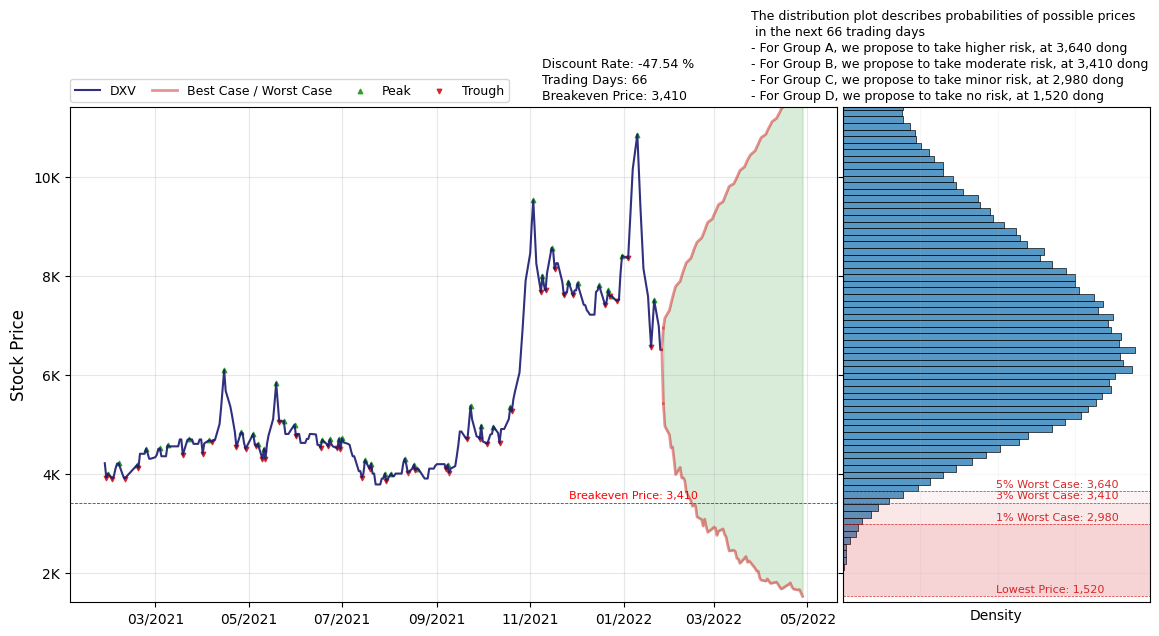 The distribution plot describes probabilities of possible prices
in the next 66 trading days
- For Group A, we propose to take higher risk, at 3,640 dong
- For Group B, we propose to take moderate risk, at 3,410 dong
- For Group C, we propose to take minor risk, at 2,980 dong
- For Group D, we propose to take no risk, at 1,520 dong
Discount Rate: -47.54 %
Trading Days: 66
Breakeven Price: 3,410
DXV
Best Case / Worst Case
Peak
Trough
Stock Price
10K
8K
6K
4K
2K
Breakeven Price: 3,410
5% Worst Case: 3,640
3% Worst Case: 3,410
1% Worst Case: 2,980
Lowest Price: 1,520
03/2021
05/2021
07/2021
09/2021
11/2021
01/2022
03/2022
05/2022
Density